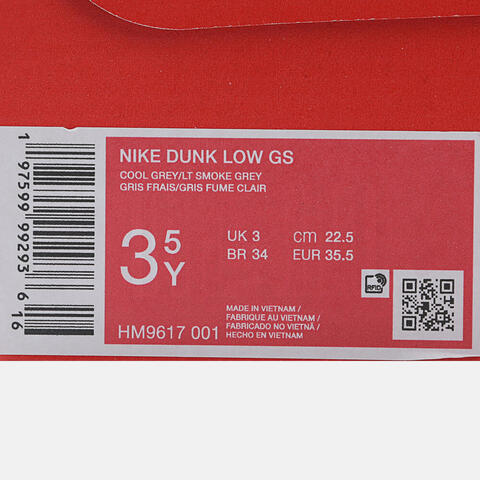 NIKE DUNK LOW GS
COOL GREY/LT SMOKE GREY
GRIS FRAIS/GRIS FUME CLAIR
3 5 Y
UK 3 cm 22.5
BR 34 EUR 35.5
RFID
MADE IN VIETNAM /
FABRIQUE AU VIETNAM /
FABRICADO NO VIETNÃ /
HECHO EN VIETNAM
HM9617 001
1 97599 99293 6 16